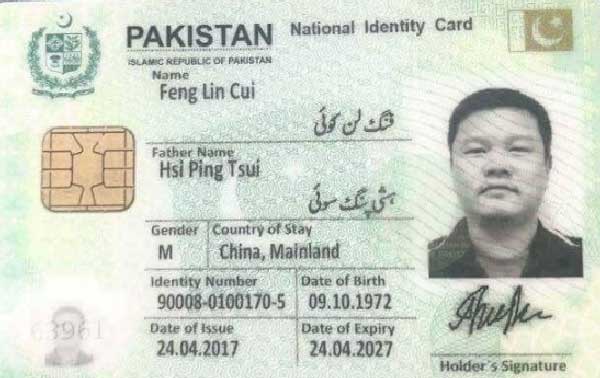 PAKISTAN National Identity Card
ISLAMIC REPUBLIC OF PAKISTAN
Name
Feng Lin Cui
فنگ لن کوئی
Father Name
Hsi Ping Tsui
ہشی پنگ سوئی
Gender Country of Stay
M China, Mainland
Identity Number Date of Birth
90008-0100170-5 09.10.1972
Date of Issue Date of Expiry
24.04.2017 24.04.2027
63961
Holder's Signature